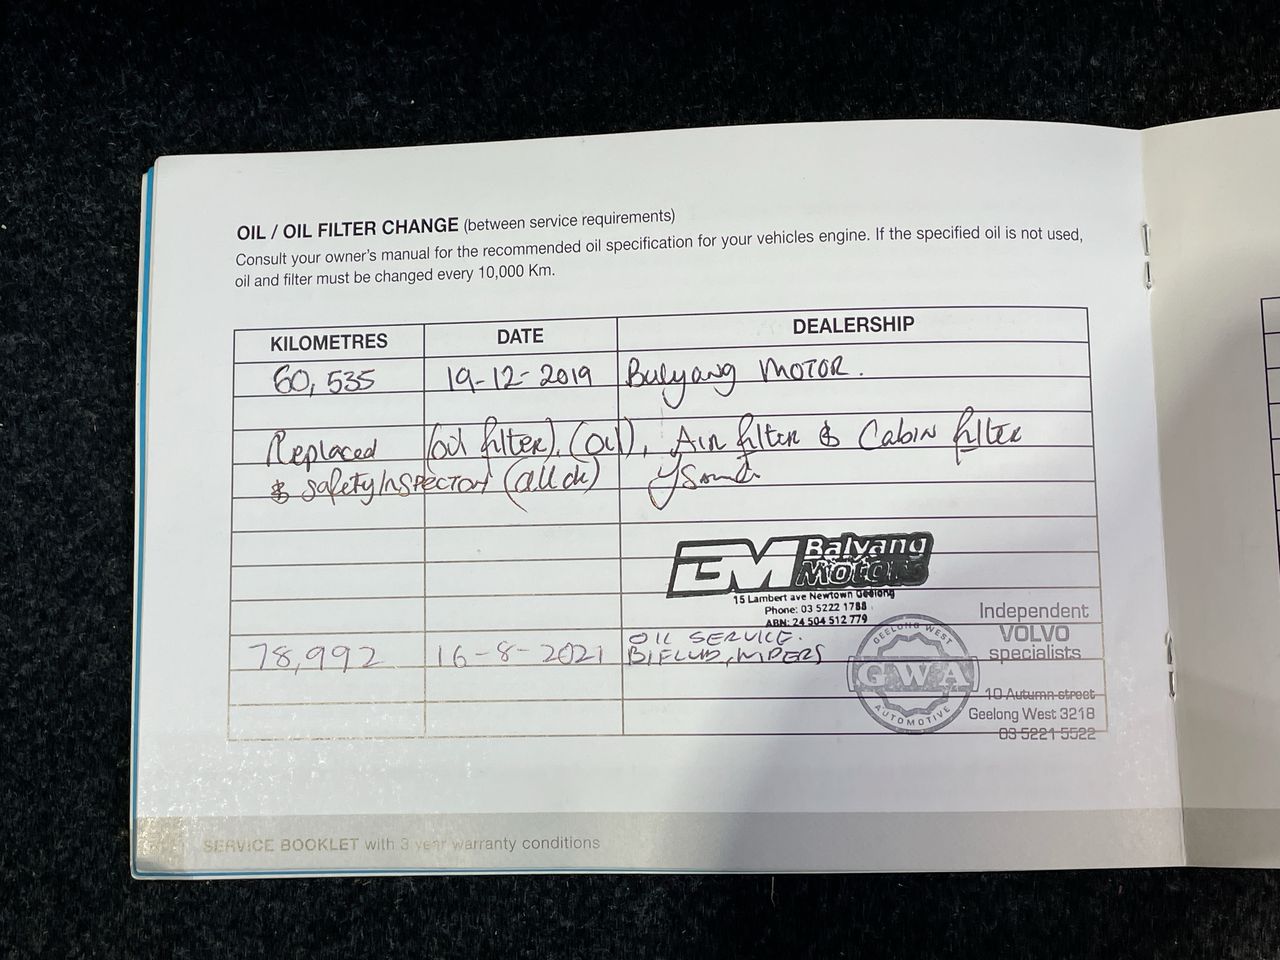 OIL / OIL FILTER CHANGE (between service requirements)
Consult your owner's manual for the recommended oil specification for your vehicles engine. If the specified oil is not used,
oil and filter must be changed every 10,000 Km.
KILOMETRES DATE DEALERSHIP
60,535 19-12-2019 Balyang MOTOR.
Replaced (oil filter), (oil), Air filter & Cabin filter
& safety/nspection (all ok)
BM Balyang
Motors
15 Lambert ave Newtown Geelong
Phone: 03 5222 1788
ABN: 24 504 512 779
78,992 16-8-2021 OIL SERVICE.
WIPERS
GEELONG WEST
GWA
AUTOMOTIVE
Independent
VOLVO
specialists
10 Autumn street
Geelong West 3218
03 5221 5522
SERVICE BOOKLET with 3 year warranty conditions